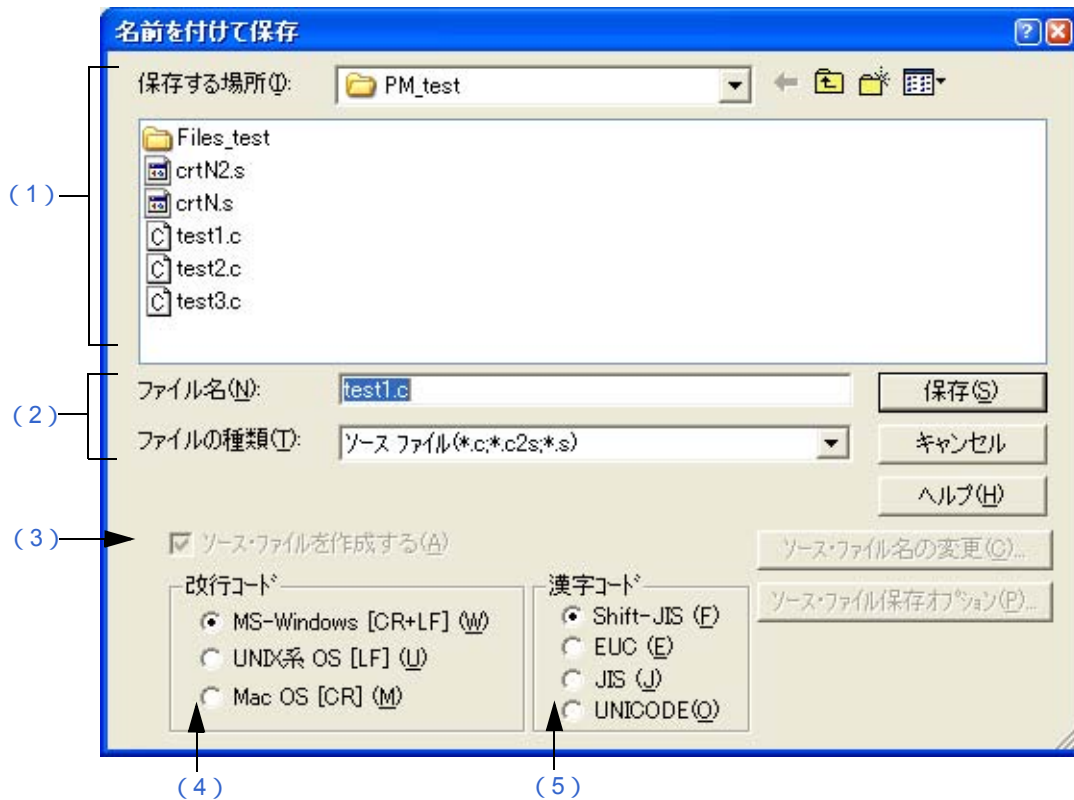 名前を付けて保存
保存する場所(I):
PM_test
Files_test
crtN2.s
crtN.s
test1.c
test2.c
test3.c
(1)
ファイル名(N):
test1.c
保存(S)
(2)
ファイルの種類(T):
ソース ファイル(*.c;*.c2s;*.s)
キャンセル
ヘルプ(H)
(3)
ソース・ファイルを作成する(A)
ソース・ファイル名の変更(C)...
改行コード
MS-Windows [CR+LF] (W)
UNIX系 OS [LF] (U)
Mac OS [CR] (M)
漢字コード
Shift-JIS (F)
EUC (E)
JIS (J)
UNICODE(O)
ソース・ファイル保存オプション(P)...
(4)
(5)